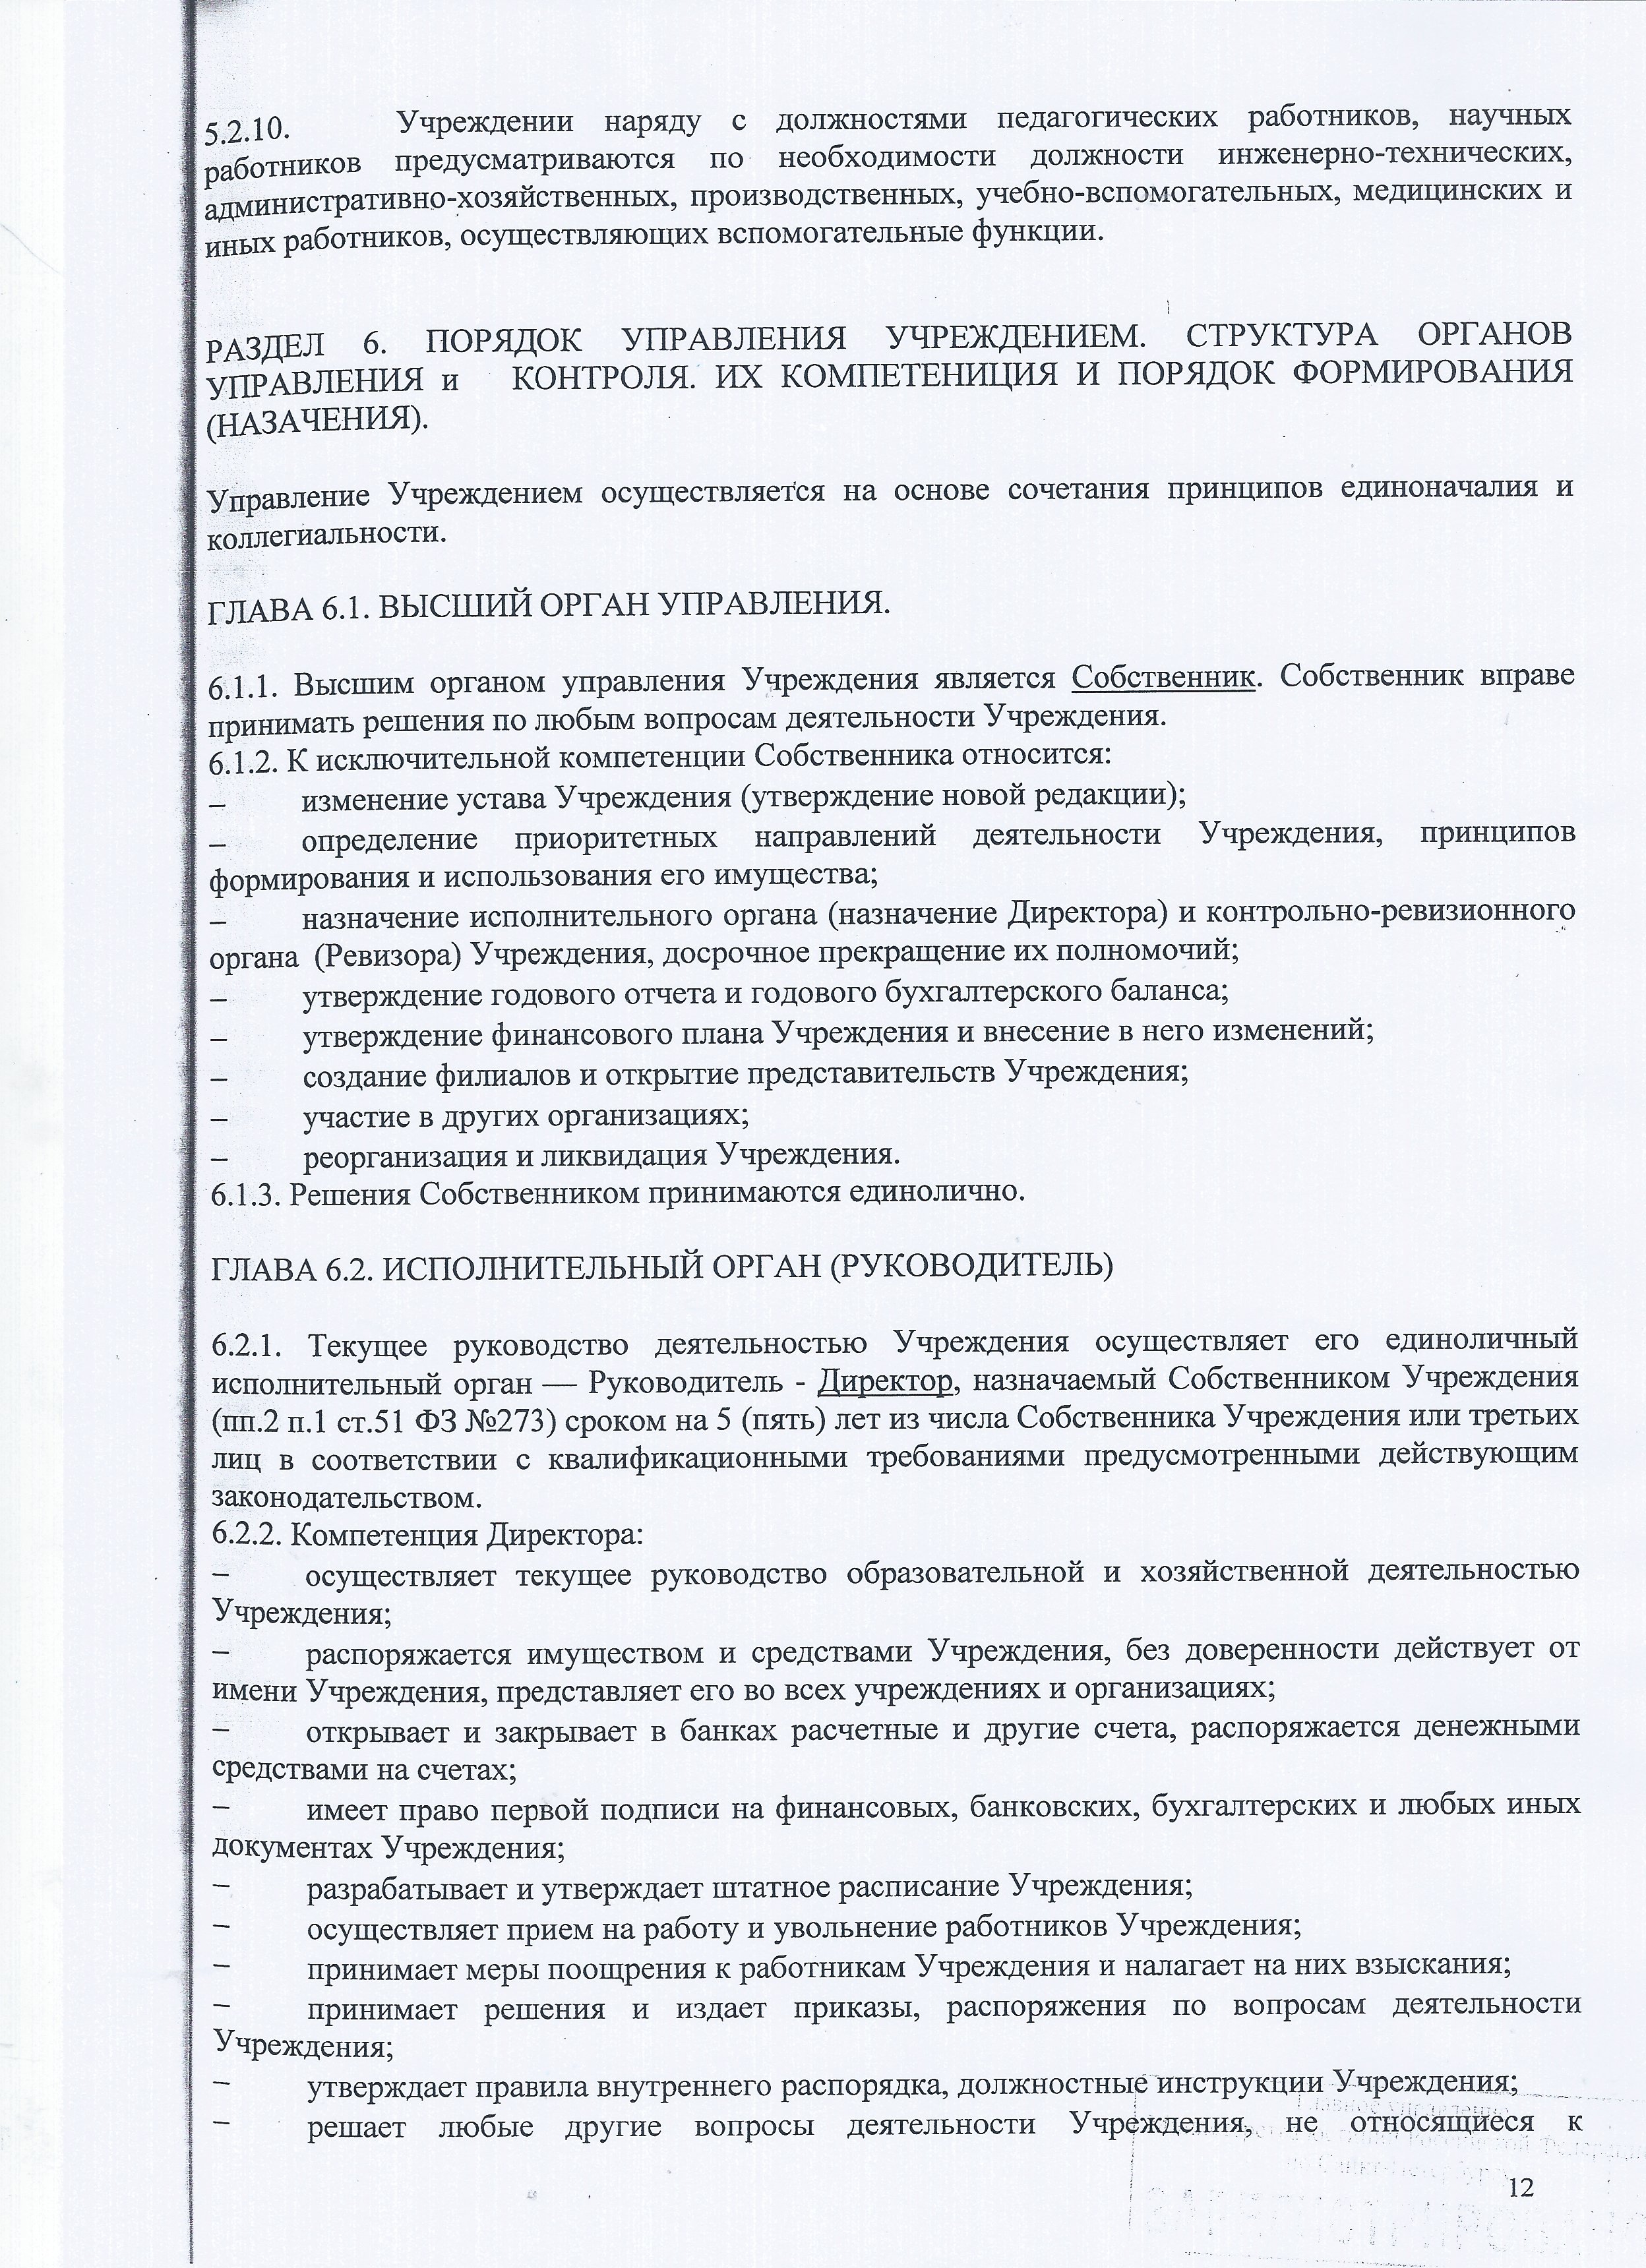 5.2.10. Учреждении наряду с должностями педагогических работников, научных
работников предусматриваются по необходимости должности инженерно-технических,
административно-хозяйственных, производственных, учебно-вспомогательных, медицинских и
иных работников, осуществляющих вспомогательные функции.
РАЗДЕЛ 6. ПОРЯДОК УПРАВЛЕНИЯ УЧРЕЖДЕНИЕМ. СТРУКТУРА ОРГАНОВ
УПРАВЛЕНИЯ и КОНТРОЛЯ. ИХ КОМПЕТЕНИЦИЯ И ПОРЯДОК ФОРМИРОВАНИЯ
(НАЗАЧЕНИЯ).
Управление Учреждением осуществляется на основе сочетания принципов единоначалия и
коллегиальности.
ГЛАВА 6.1. ВЫСШИЙ ОРГАН УПРАВЛЕНИЯ.
6.1.1. Высшим органом управления Учреждения является Собственник. Собственник вправе
принимать решения по любым вопросам деятельности Учреждения.
6.1.2. К исключительной компетенции Собственника относится:
– изменение устава Учреждения (утверждение новой редакции);
– определение приоритетных направлений деятельности Учреждения, принципов
формирования и использования его имущества;
– назначение исполнительного органа (назначение Директора) и контрольно-ревизионного
органа (Ревизора) Учреждения, досрочное прекращение их полномочий;
– утверждение годового отчета и годового бухгалтерского баланса;
– утверждение финансового плана Учреждения и внесение в него изменений;
– создание филиалов и открытие представительств Учреждения;
– участие в других организациях;
– реорганизация и ликвидация Учреждения.
6.1.3. Решения Собственником принимаются единолично.
ГЛАВА 6.2. ИСПОЛНИТЕЛЬНЫЙ ОРГАН (РУКОВОДИТЕЛЬ)
6.2.1. Текущее руководство деятельностью Учреждения осуществляет его единоличный
исполнительный орган — Руководитель - Директор, назначаемый Собственником Учреждения
(пп.2 п.1 ст.51 ФЗ №273) сроком на 5 (пять) лет из числа Собственника Учреждения или третьих
лиц в соответствии с квалификационными требованиями предусмотренными действующим
законодательством.
6.2.2. Компетенция Директора:
– осуществляет текущее руководство образовательной и хозяйственной деятельностью
Учреждения;
– распоряжается имуществом и средствами Учреждения, без доверенности действует от
имени Учреждения, представляет его во всех учреждениях и организациях;
– открывает и закрывает в банках расчетные и другие счета, распоряжается денежными
средствами на счетах;
– имеет право первой подписи на финансовых, банковских, бухгалтерских и любых иных
документах Учреждения;
– разрабатывает и утверждает штатное расписание Учреждения;
– осуществляет прием на работу и увольнение работников Учреждения;
– принимает меры поощрения к работникам Учреждения и налагает на них взыскания;
– принимает решения и издает приказы, распоряжения по вопросам деятельности
Учреждения;
– утверждает правила внутреннего распорядка, должностные инструкции Учреждения;
– решает любые другие вопросы деятельности Учреждения, не относящиеся к
12